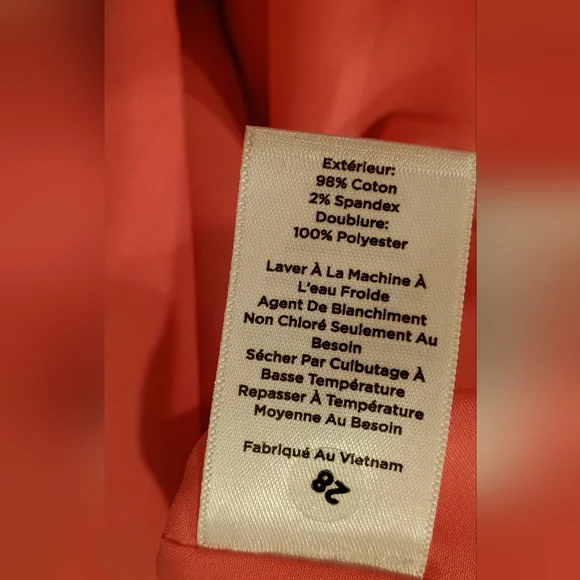 Extérieur:
98% Coton
2% Spandex
Doublure:
100% Polyester
Laver À La Machine À
L'eau Froide
Agent De Blanchiment
Non Chloré Seulement Au
Besoin
Sécher Par Culbutage À
Basse Température
Repasser À Température
Moyenne Au Besoin
Fabriqué Au Vietnam
28